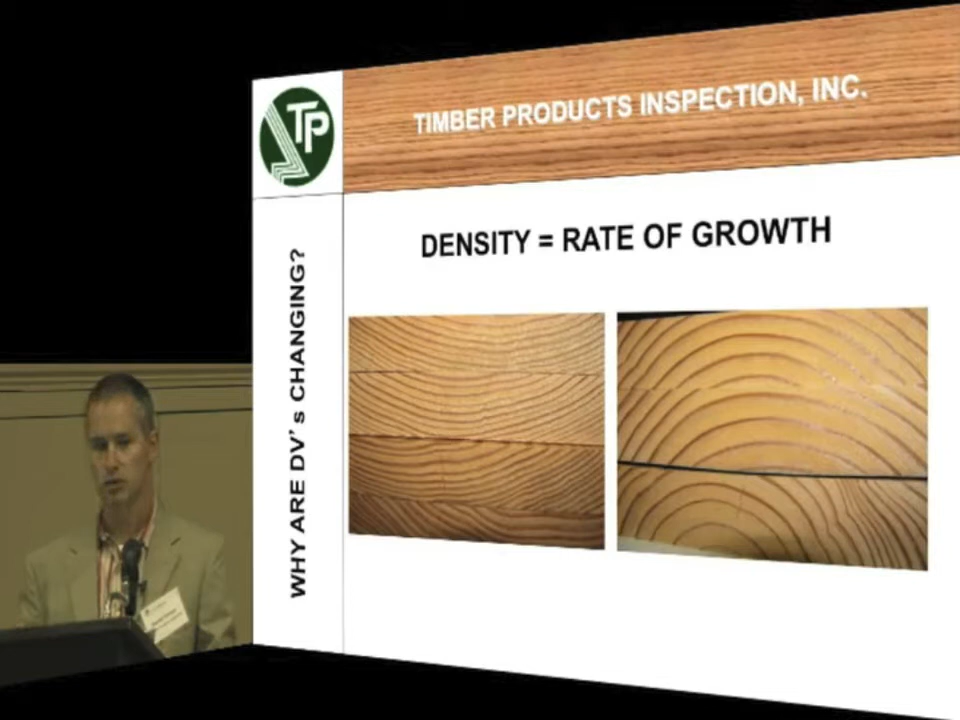 TP
TIMBER PRODUCTS INSPECTION, INC.
WHY ARE DV's CHANGING?
DENSITY = RATE OF GROWTH